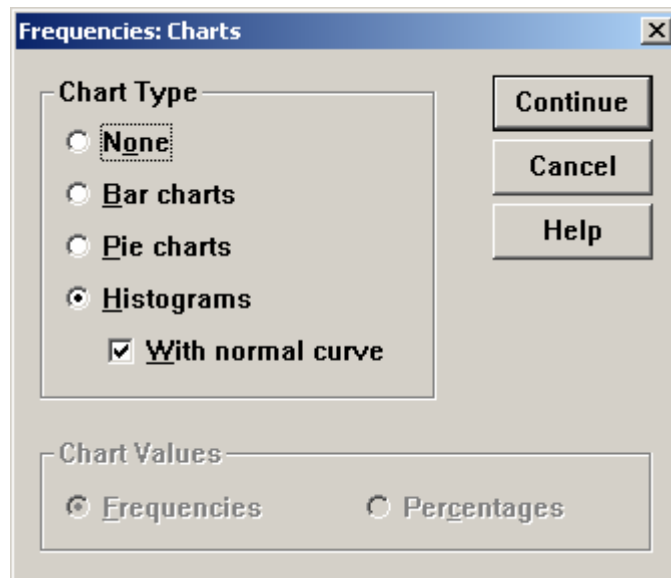 Frequencies: Charts
Chart Type
None
Bar charts
Pie charts
Histograms
With normal curve
Continue
Cancel
Help
Chart Values
Frequencies
Percentages